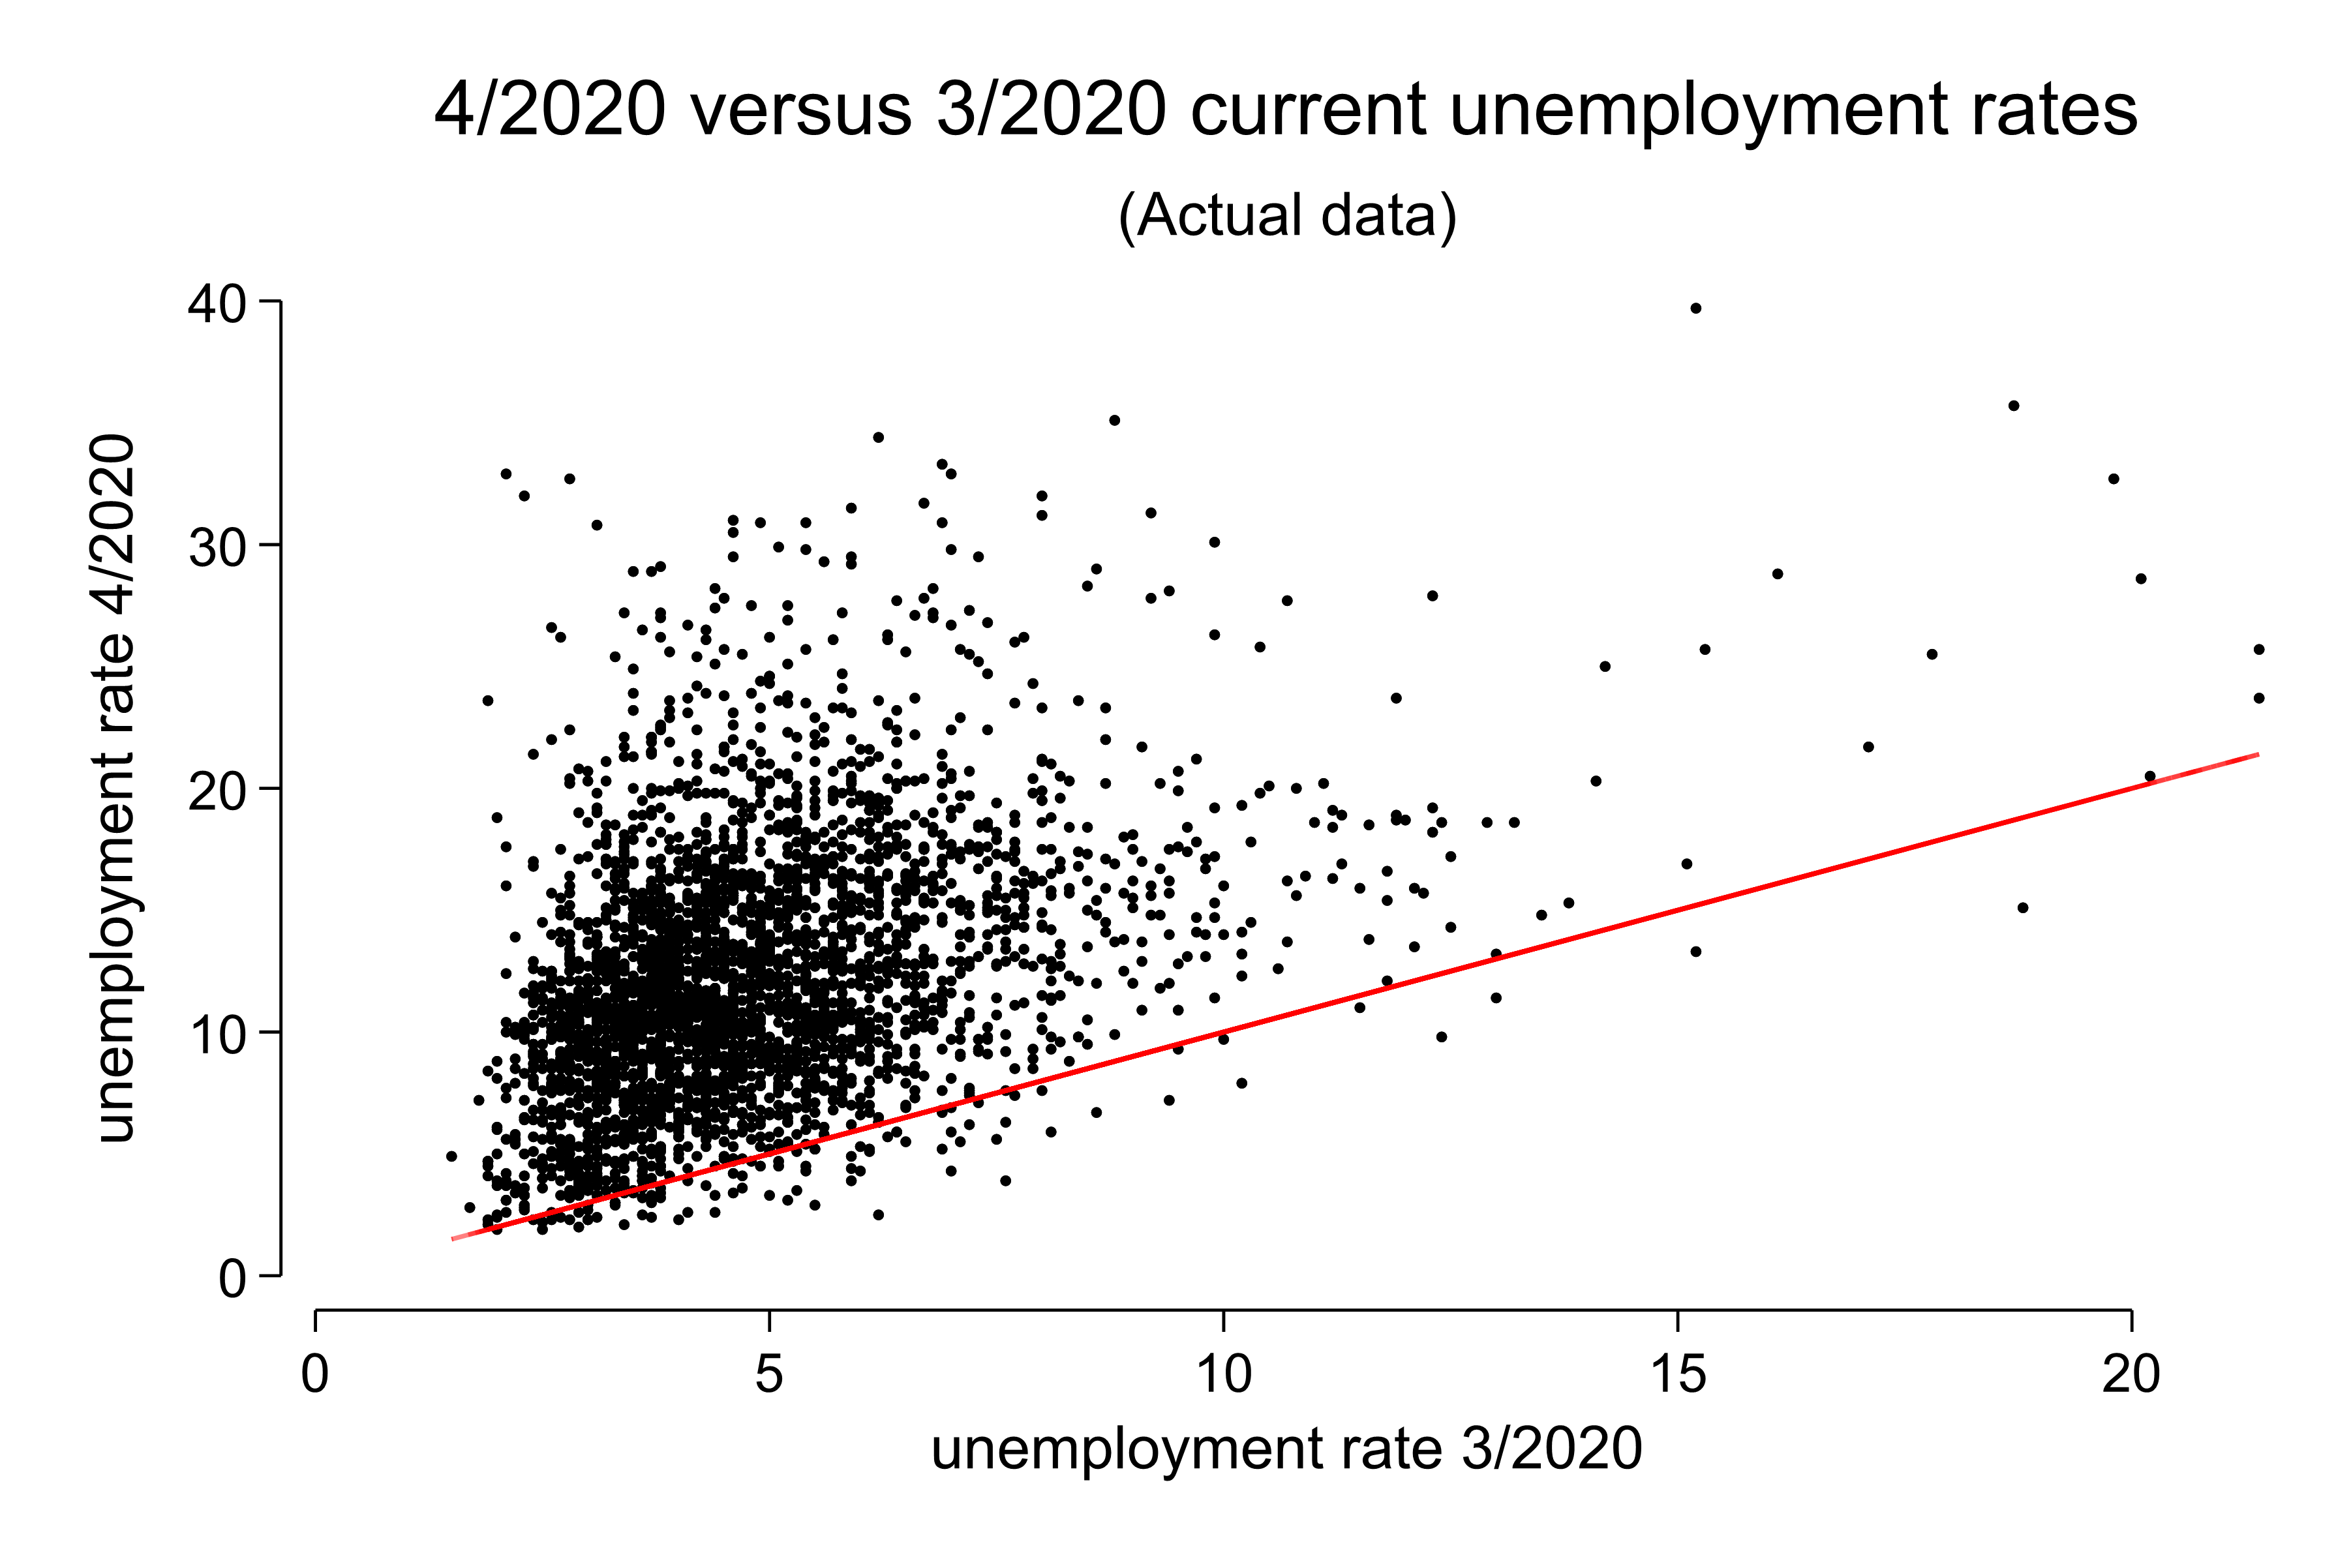 4/2020 versus 3/2020 current unemployment rates
(Actual data)
unemployment rate 4/2020
40
30
20
10
0
0 5 10 15 20
unemployment rate 3/2020